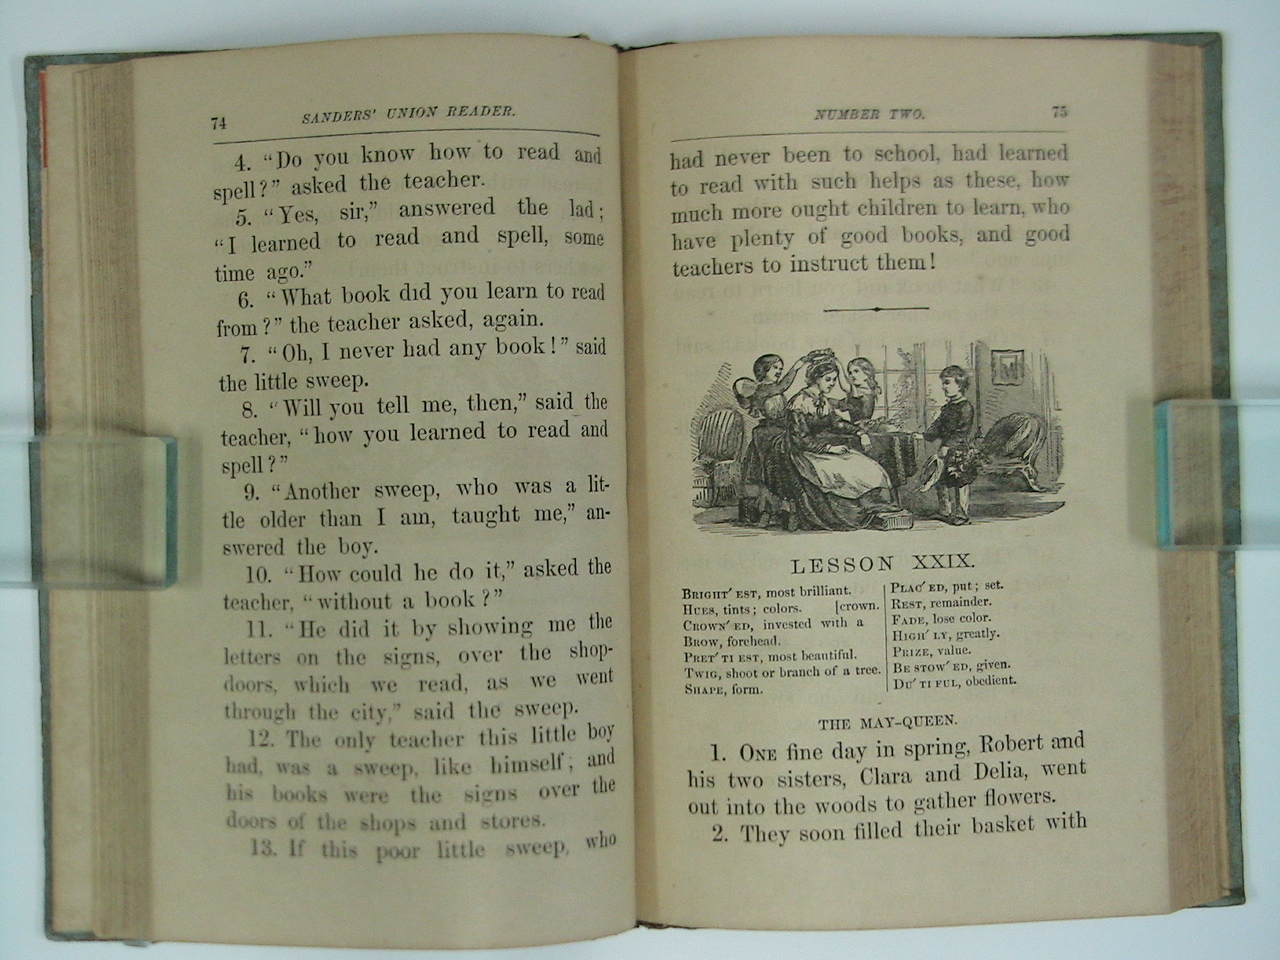 74 SANDERS' UNION READER.
4. "Do you know how to read and
spell?" asked the teacher.
5. "Yes, sir," answered the lad;
"I learned to read and spell, some
time ago."
6. "What book did you learn to read
from?" the teacher asked, again.
7. "Oh, I never had any book!" said
the little sweep.
8. "Will you tell me, then," said the
teacher, "how you learned to read and
spell?"
9. "Another sweep, who was a lit-
tle older than I am, taught me," an-
swered the boy.
10. "How could he do it," asked the
teacher, "without a book?"
11. "He did it by showing me the
letters on the signs, over the shop-
doors, which we read, as we went
through the city," said the sweep.
12. The only teacher this little boy
had, was a sweep, like himself; and
his books were the signs over the
doors of the shops and stores.
13. If this poor little sweep, who
NUMBER TWO. 75
had never been to school, had learned
to read with such helps as these, how
much more ought children to learn, who
have plenty of good books, and good
teachers to instruct them!
LESSON XXIX.
BRIGHT' EST, most brilliant.
HUES, tints; colors. [crown.
CROWN' ED, invested with a
BROW, forehead.
PRET' TI EST, most beautiful.
TWIG, shoot or branch of a tree.
SHAPE, form.
PLAC' ED, put; set.
REST, remainder.
FADE, lose color.
HIGH' LY, greatly.
PRIZE, value.
BE STOW' ED, given.
DU' TI FUL, obedient.
THE MAY-QUEEN.
1. ONE fine day in spring, Robert and
his two sisters, Clara and Delia, went
out into the woods to gather flowers.
2. They soon filled their basket with